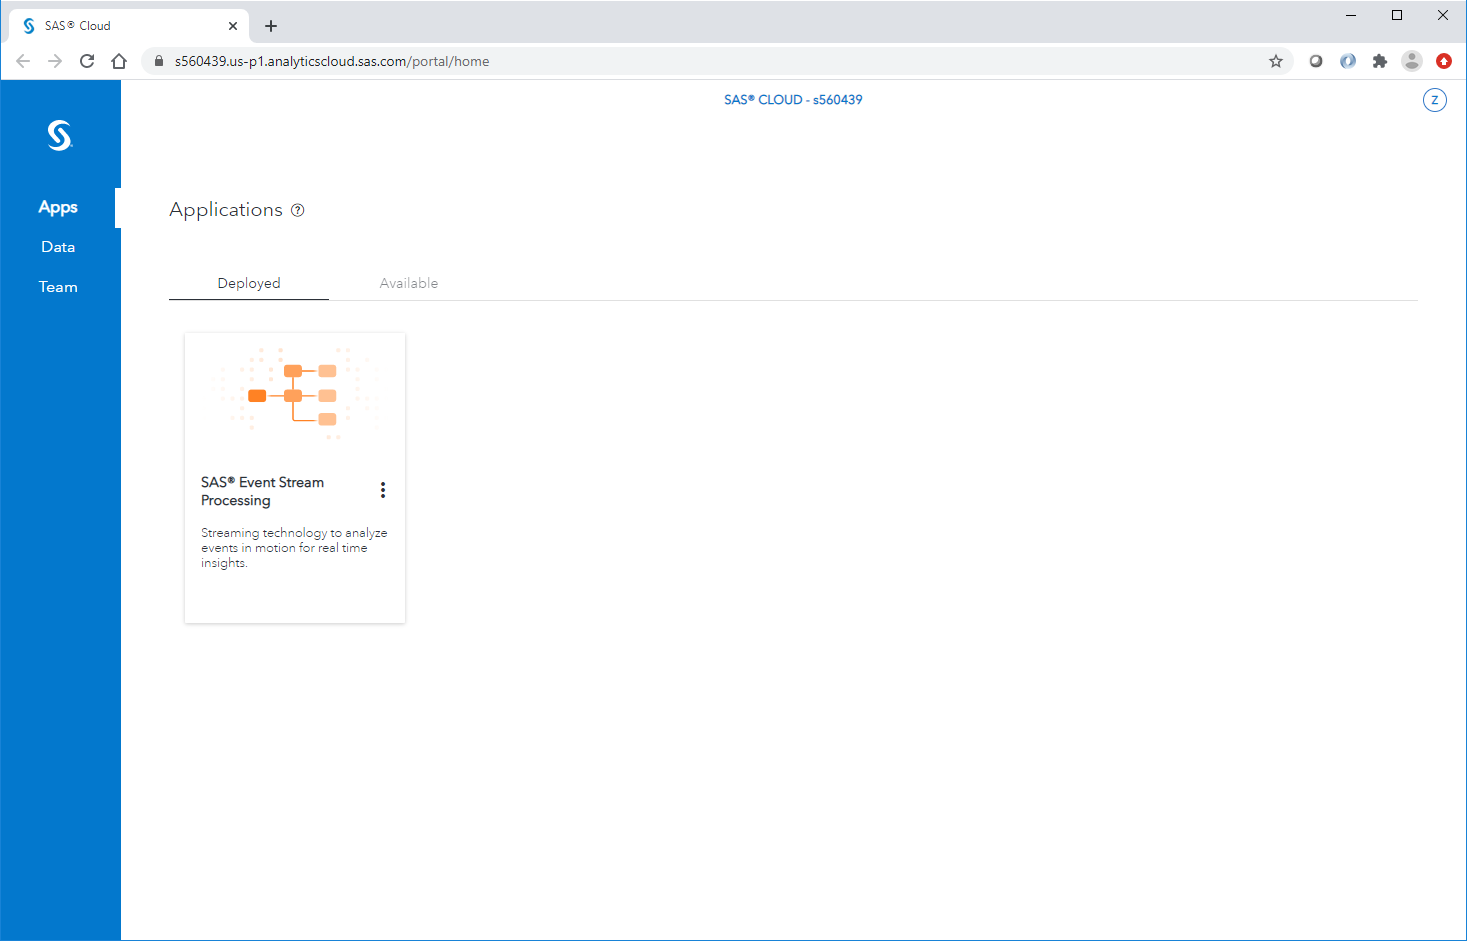 SAS® Cloud
s560439.us-p1.analyticscloud.sas.com/portal/home
SAS® CLOUD - s560439
Z
Apps
Data
Team
Applications ?
Deployed
Available
SAS® Event Stream
Processing
Streaming technology to analyze
events in motion for real time
insights.